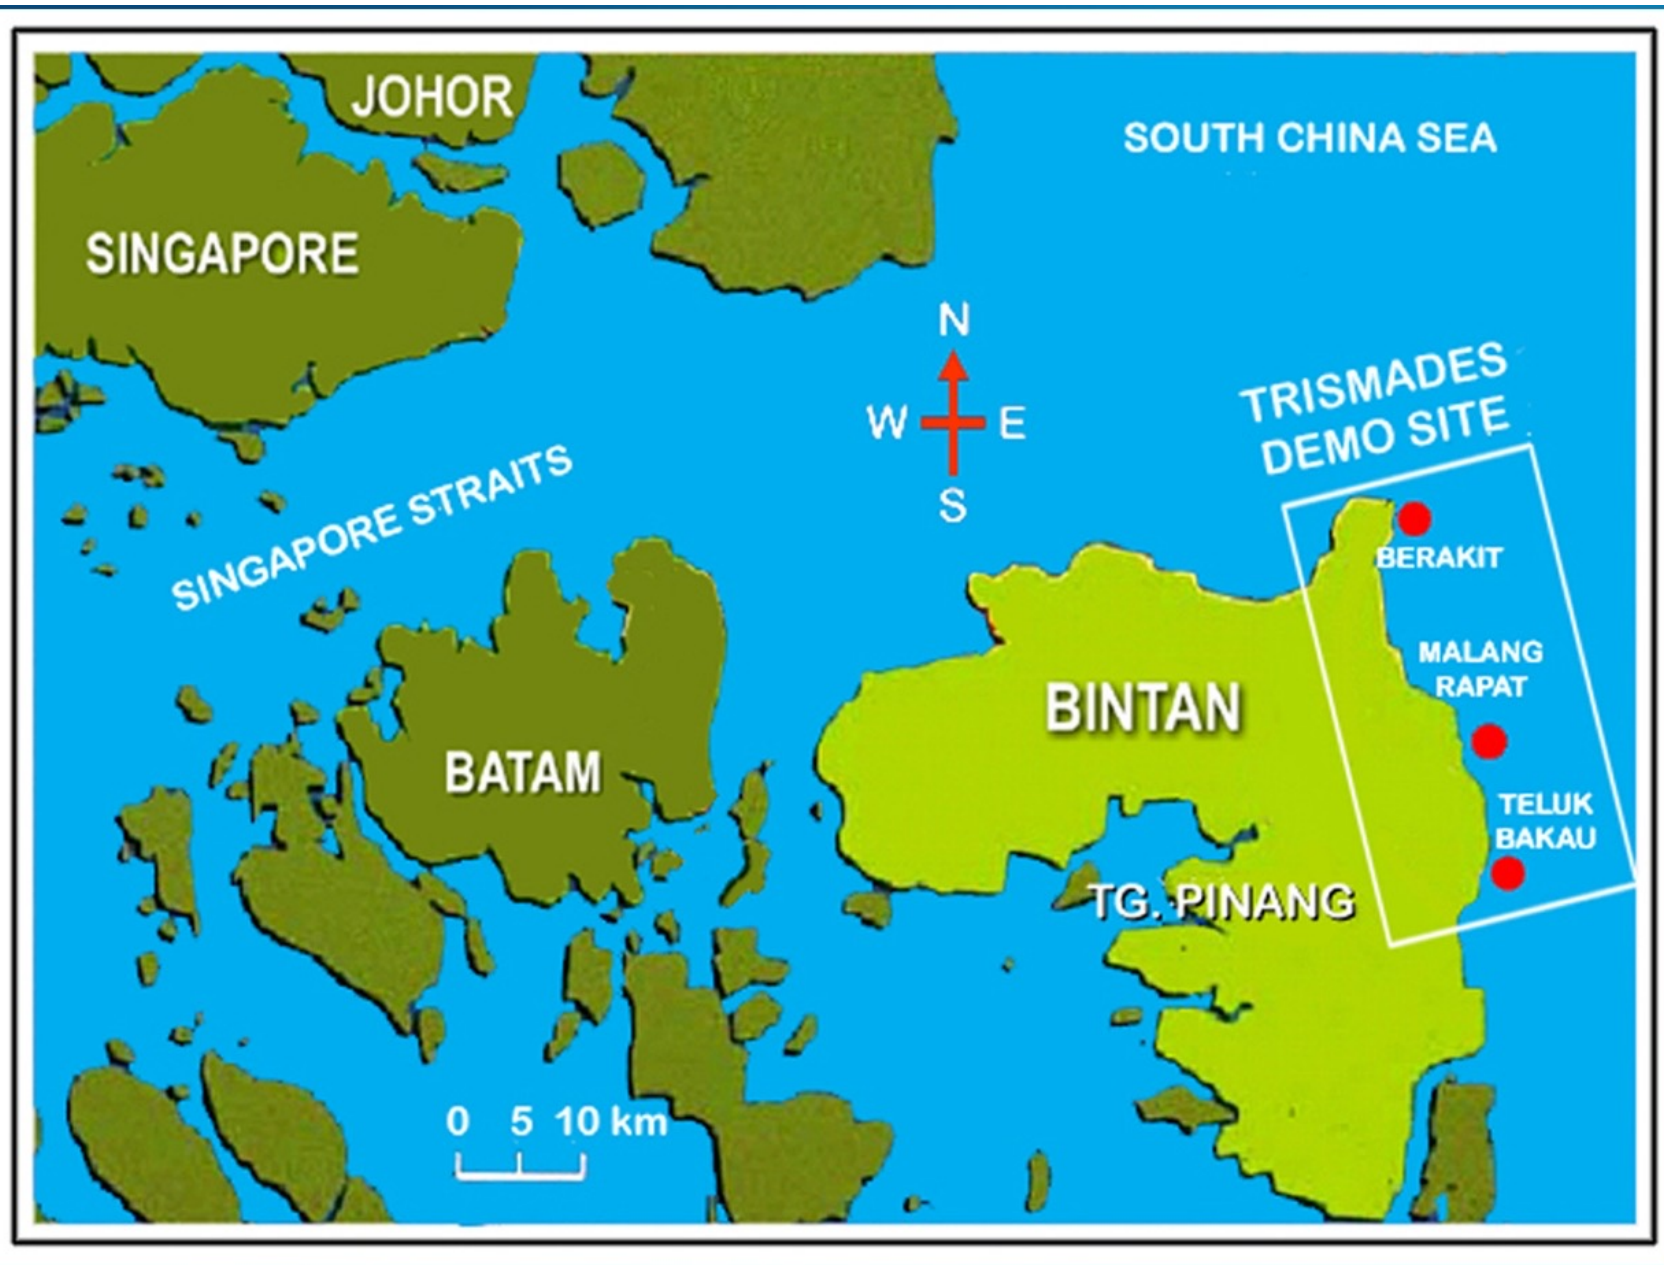 JOHOR
SOUTH CHINA SEA
SINGAPORE
N
W E
S
TRISMADES
DEMO SITE
SINGAPORE STRAITS
BERAKIT
MALANG
RAPAT
BINTAN
BATAM
TELUK
BAKAU
TG. PINANG
0 5 10 km